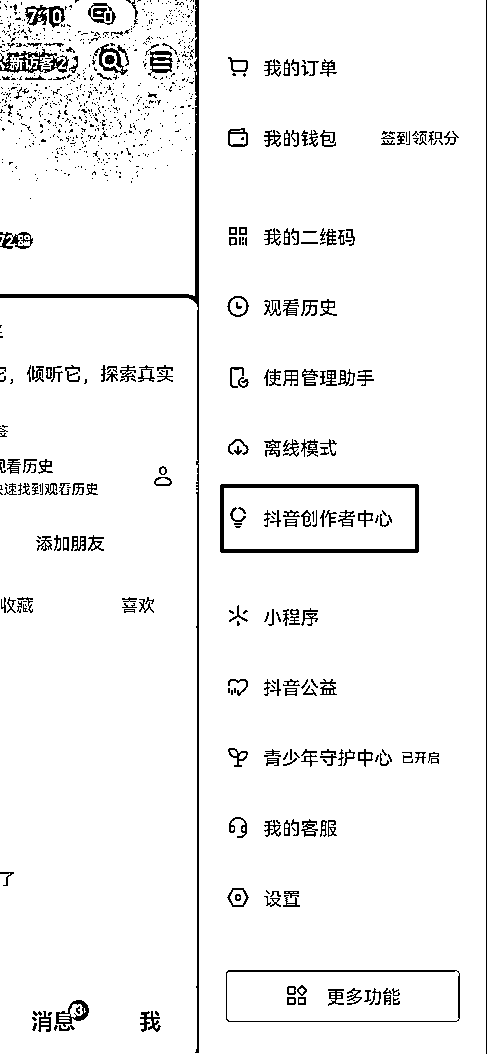 7:10
新访客 2
它，倾听它，探索真实
观看历史
快速找到观看历史
添加朋友
收藏
喜欢
了
消息
3
我
我的订单
我的钱包
签到领积分
我的二维码
观看历史
使用管理助手
离线模式
抖音创作者中心
小程序
抖音公益
青少年守护中心 已开启
我的客服
设置
更多功能